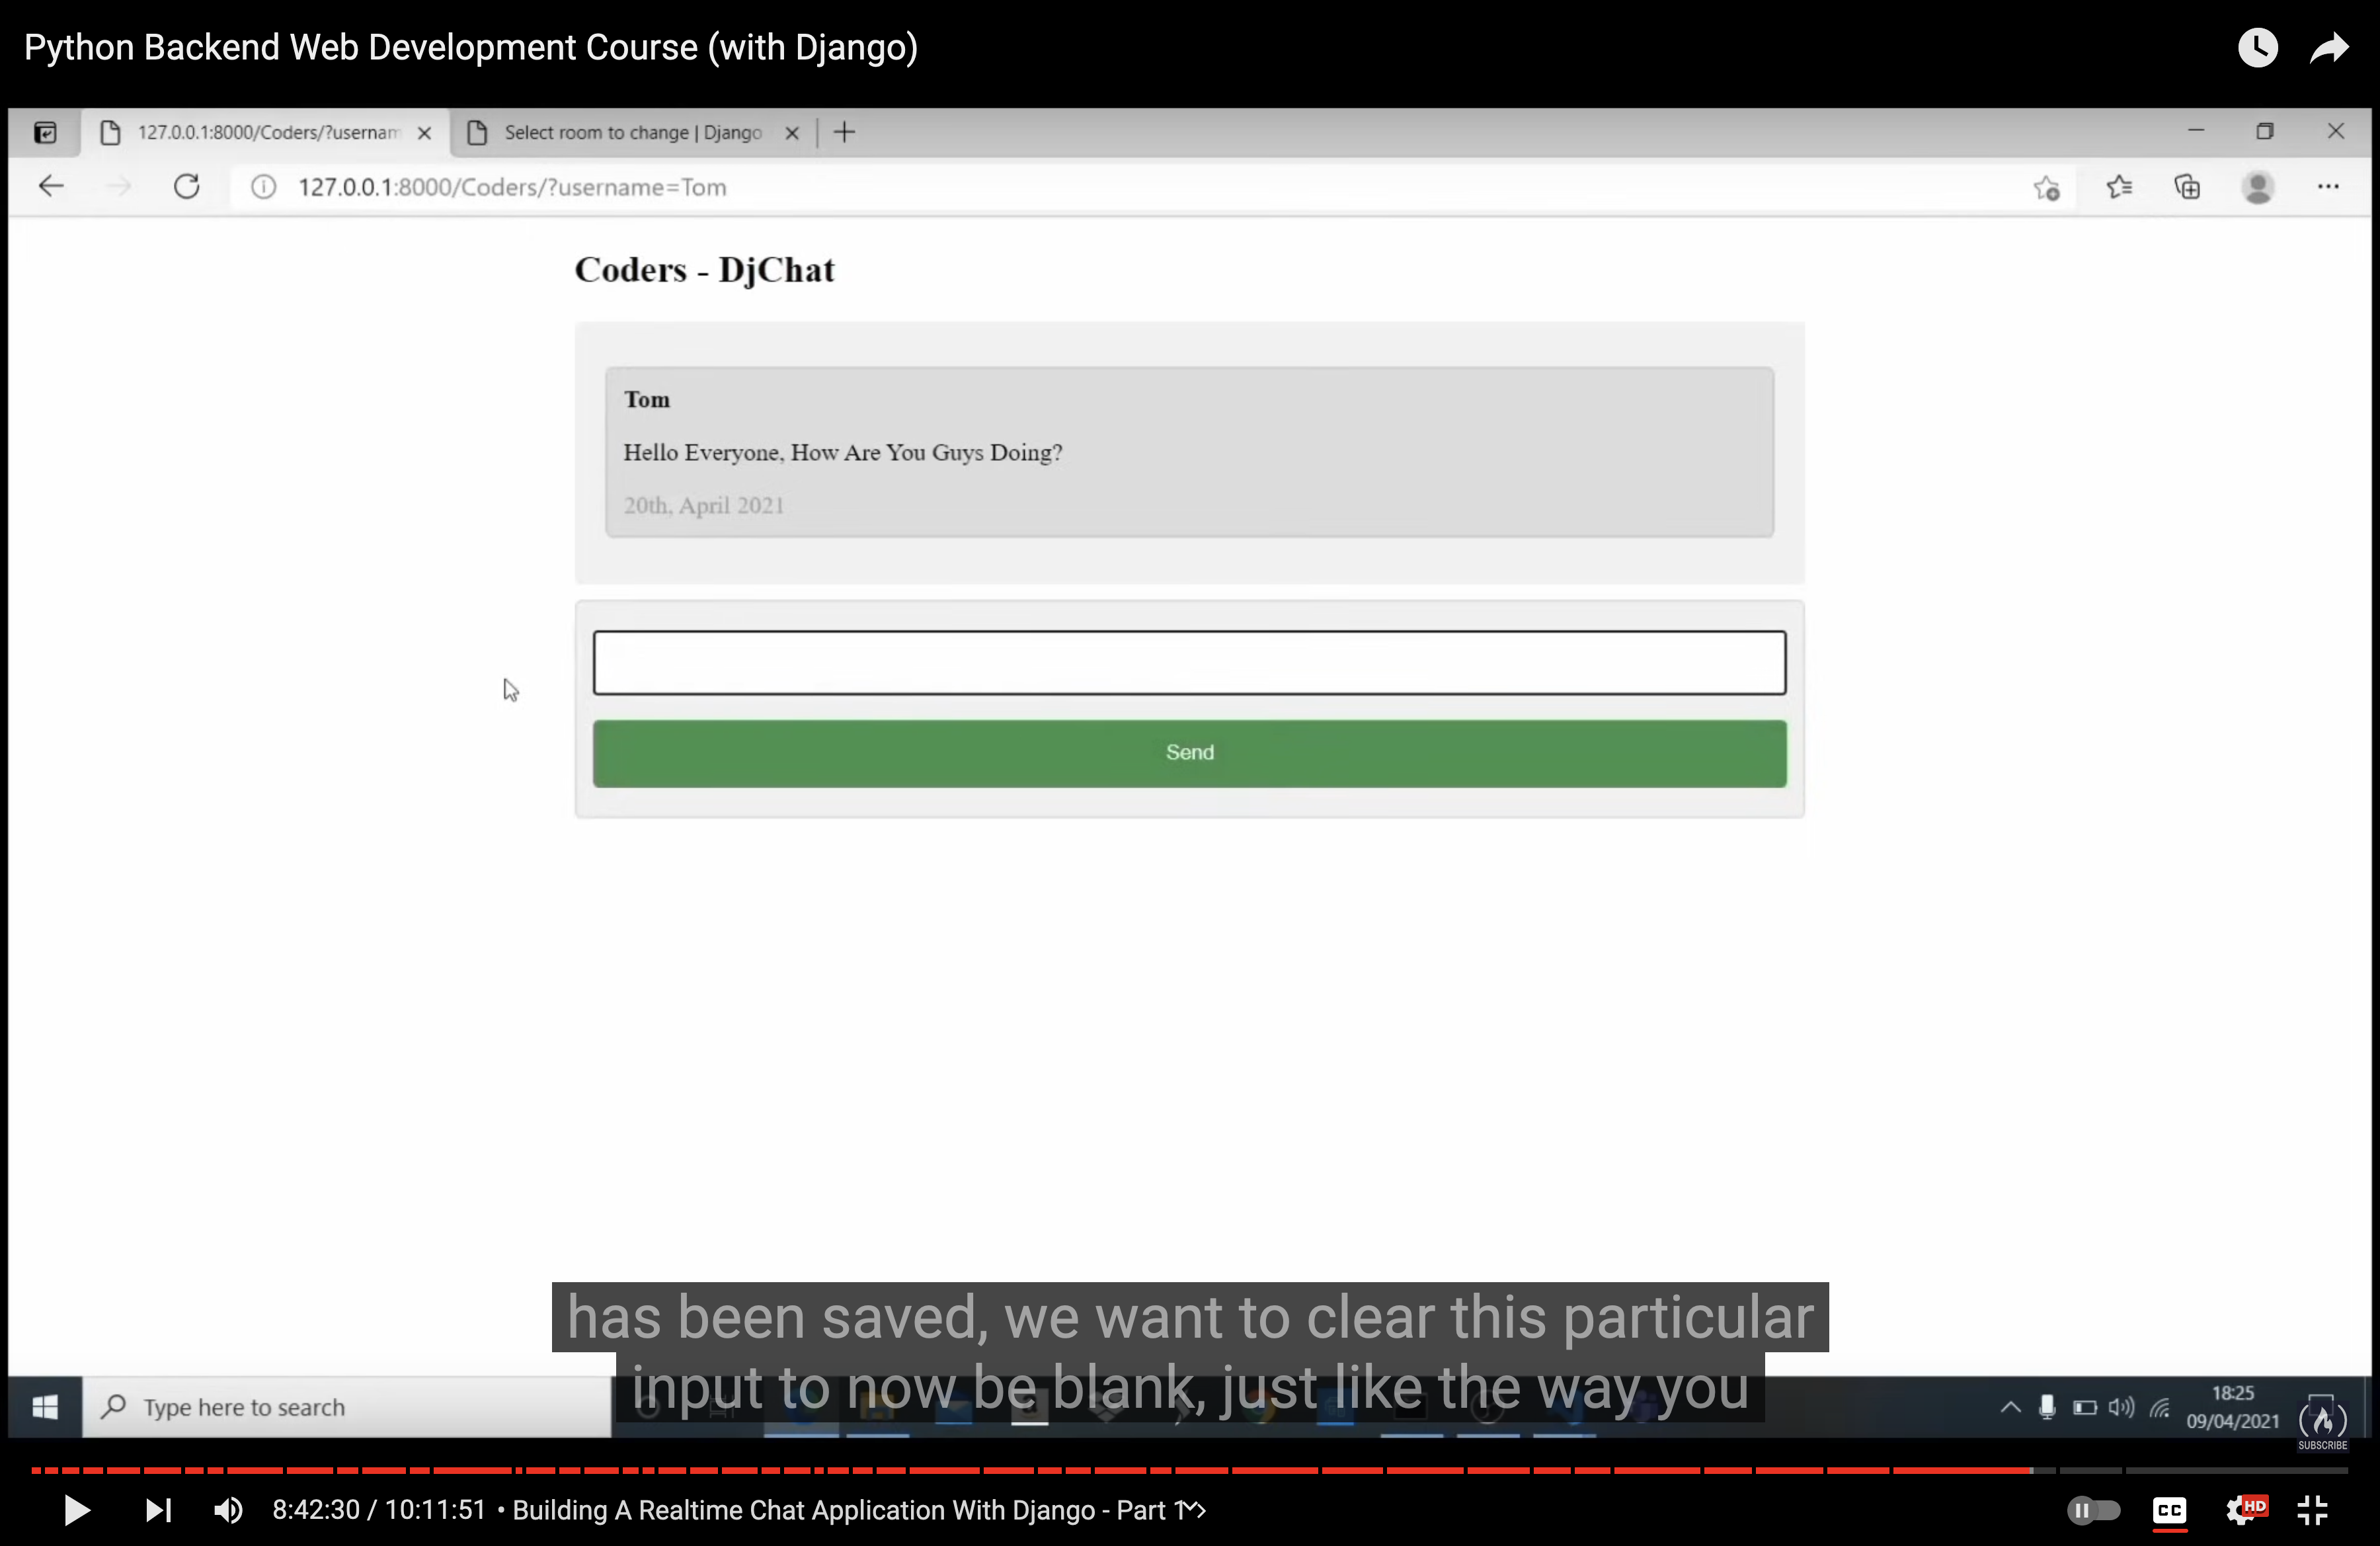 Python Backend Web Development Course (with Django)
127.0.0.1:8000/Coders/?usernam
Select room to change | Django
127.0.0.1:8000/Coders/?username=Tom
Coders - DjChat
Tom
Hello Everyone, How Are You Guys Doing?
20th, April 2021
Send
has been saved, we want to clear this particular
input to now be blank, just like the way you
Type here to search
18:25
09/04/2021
SUBSCRIBE
8:42:30 / 10:11:51 • Building A Realtime Chat Application With Django - Part 1
CC
HD